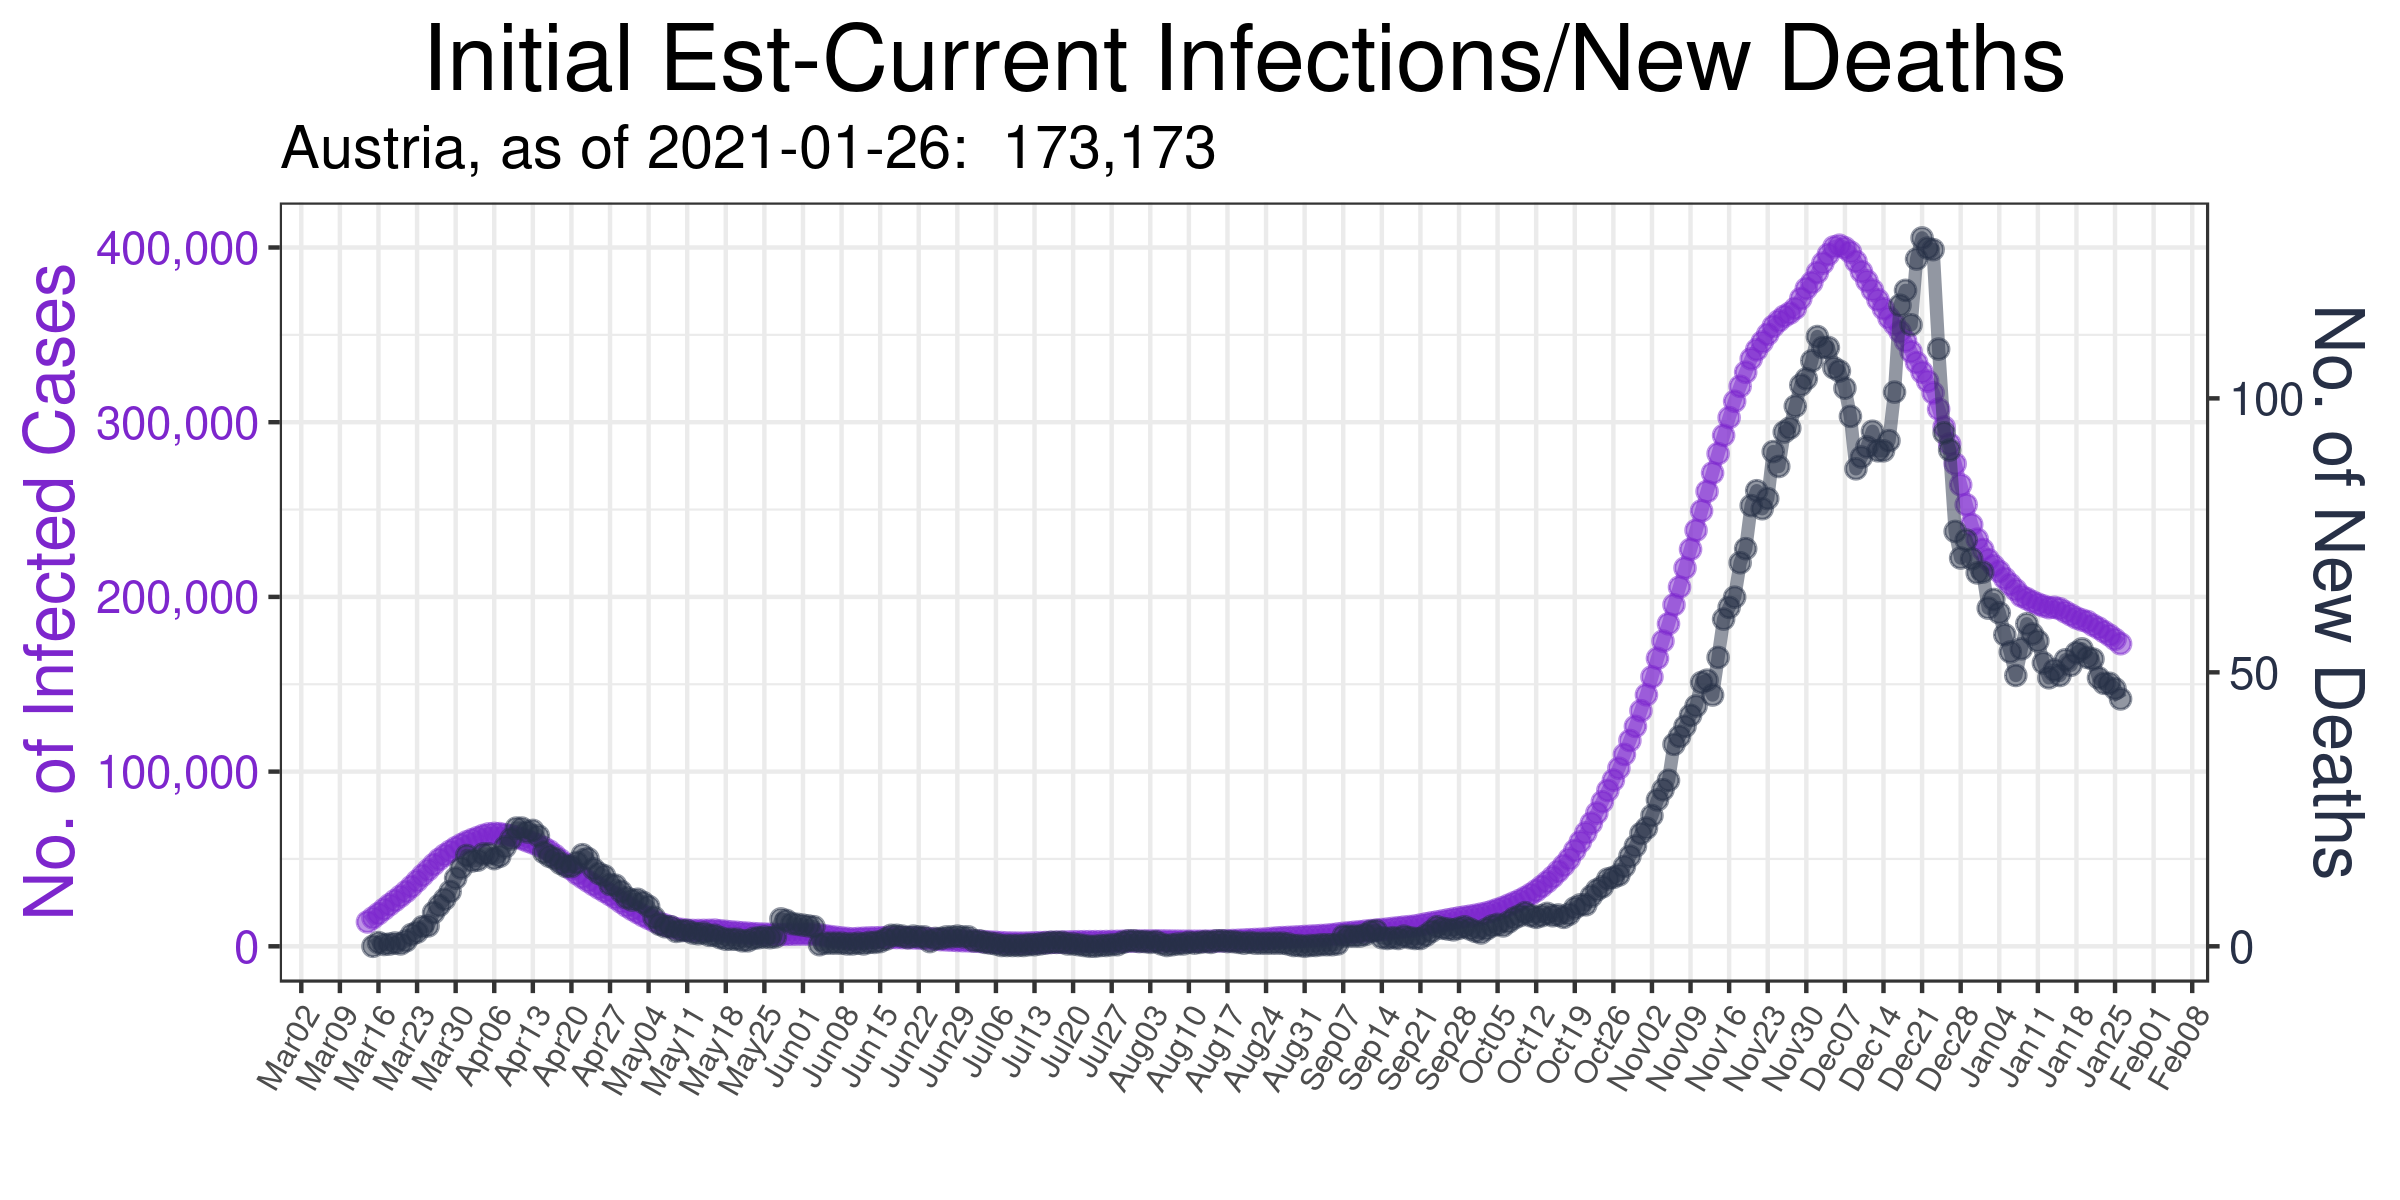 Initial Est-Current Infections/New Deaths
Austria, as of 2021-01-26:  173,173
No. of Infected Cases
400,000
300,000
200,000
100,000
0
100
50
0
No. of New Deaths
Mar02
Mar09
Mar16
Mar23
Mar30
Apr06
Apr13
Apr20
Apr27
May04
May11
May18
May25
Jun01
Jun08
Jun15
Jun22
Jun29
Jul06
Jul13
Jul20
Jul27
Aug03
Aug10
Aug17
Aug24
Aug31
Sep07
Sep14
Sep21
Sep28
Oct05
Oct12
Oct19
Oct26
Nov02
Nov09
Nov16
Nov23
Nov30
Dec07
Dec14
Dec21
Dec28
Jan04
Jan11
Jan18
Jan25
Feb01
Feb08